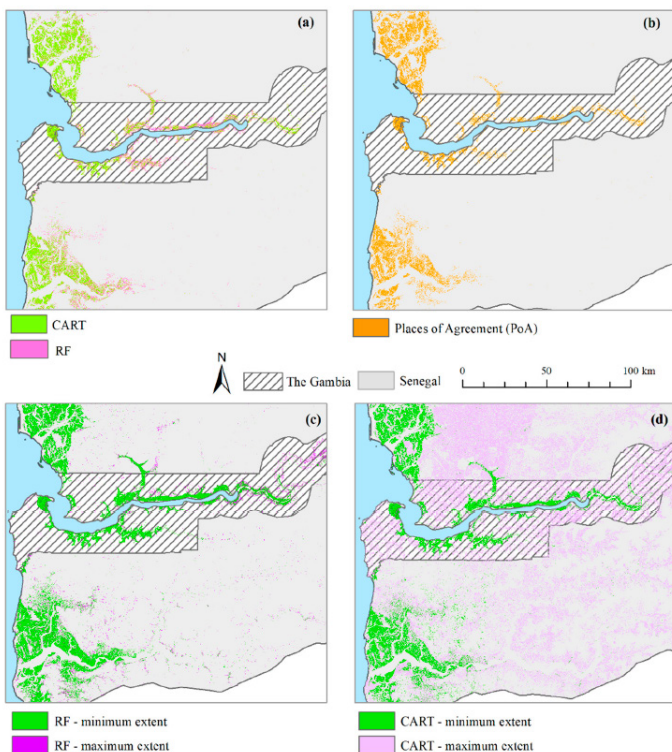 (a)
(b)
CART
RF
Places of Agreement (PoA)
N
The Gambia
Senegal
0 50 100 km
(c)
(d)
RF - minimum extent
RF - maximum extent
CART - minimum extent
CART - maximum extent